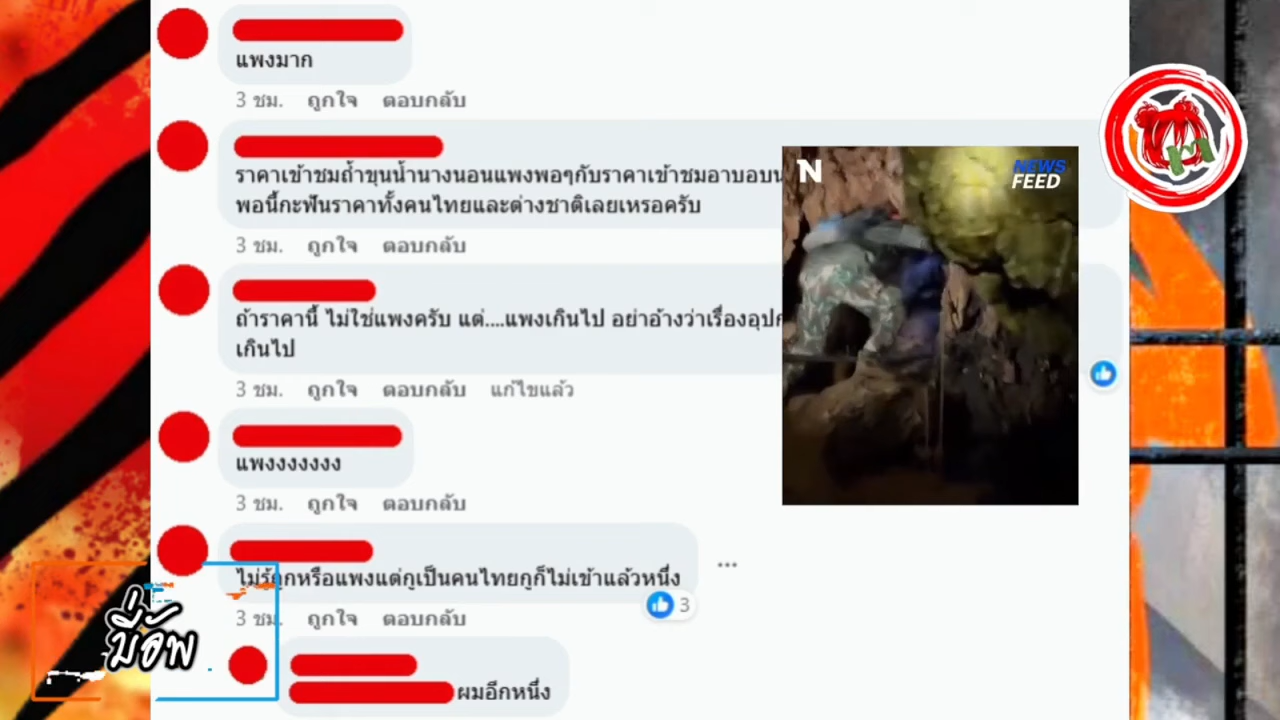 แพงมาก
3 ชม. ถูกใจ ตอบกลับ
ราคาเข้าชมถ้ำขุนน้ำนางนอนแพงพอๆกับราคาเข้าชมอาบอบน
พอนี้กะฟันราคาทั้งคนไทยและต่างชาติเลยเหรอครับ
3 ชม. ถูกใจ ตอบกลับ
ถ้าราคานี้ ไม่ใช่แพงครับ แต่....แพงเกินไป อย่าอ้างว่าเรื่องอุป
เกินไป
3 ชม. ถูกใจ ตอบกลับ แก้ไขแล้ว
แพงงงงงงง
3 ชม. ถูกใจ ตอบกลับ
ไม่รู้ถูกหรือแพงแต่กูเป็นคนไทยกูก็ไม่เข้าแล้วหนึ่ง
3
3 ชม. ถูกใจ ตอบกลับ
ผมอีกหนึ่ง
N
NEWS
FEED
บี่อัพ